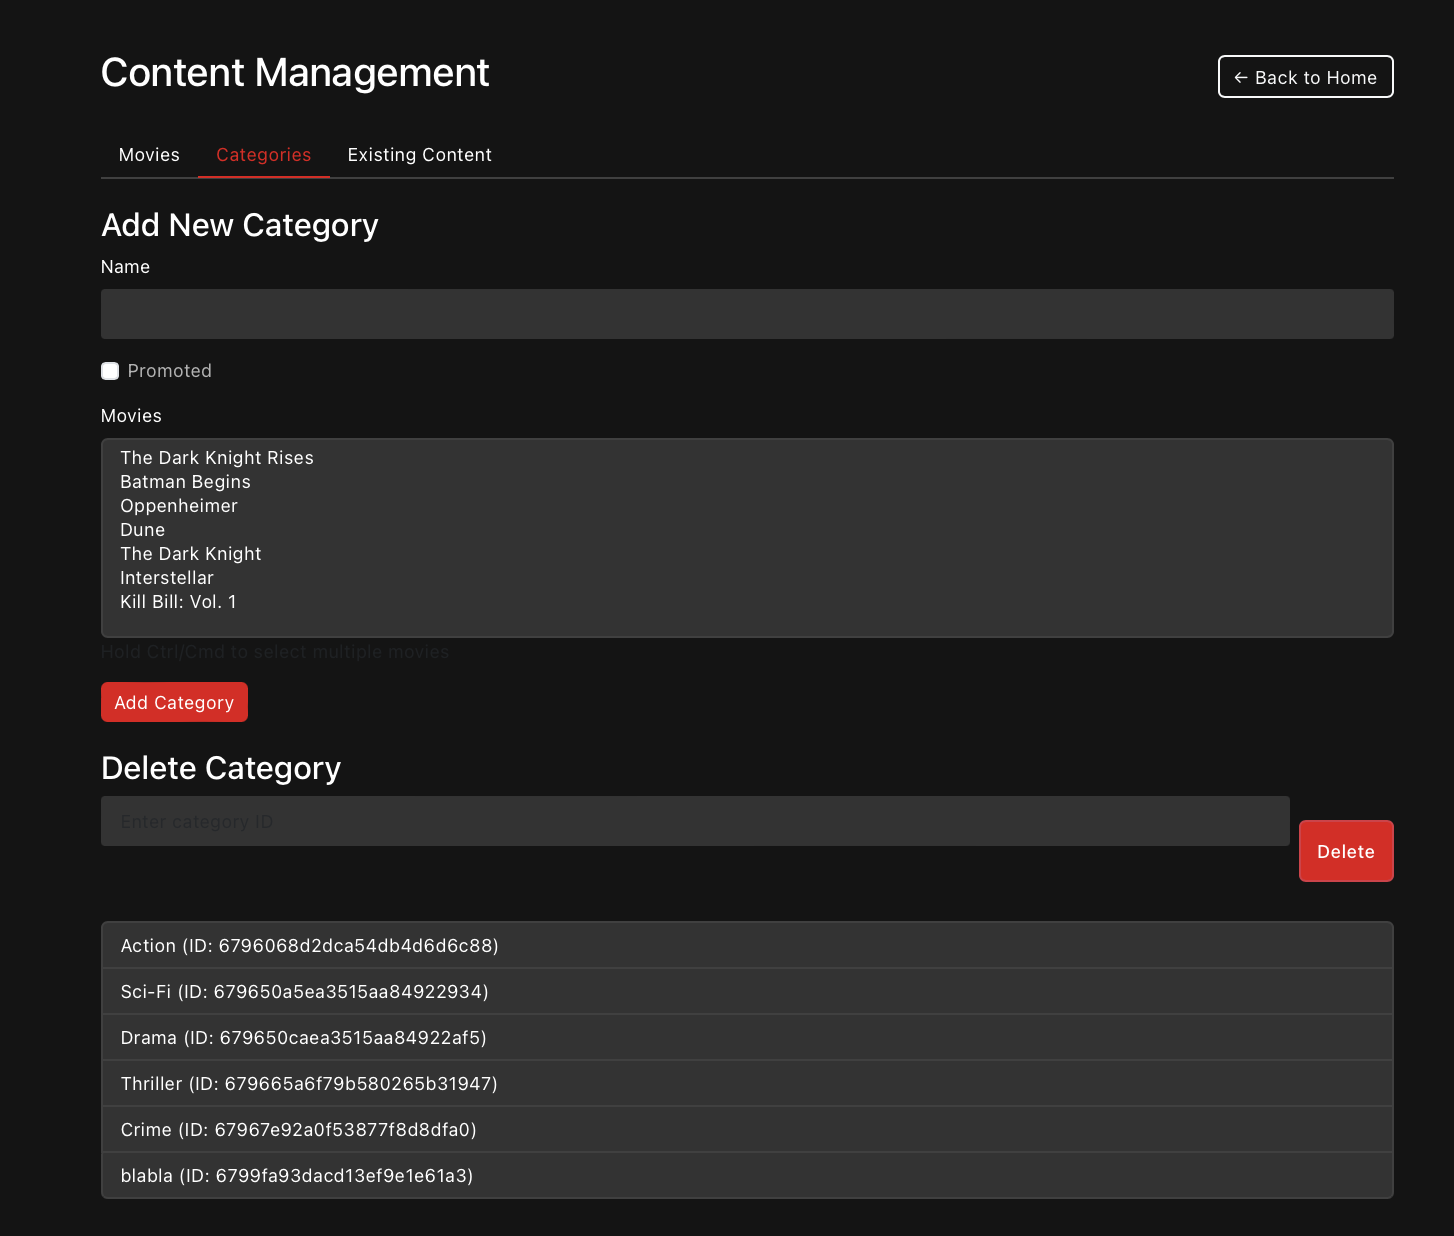 Content Management
← Back to Home
Movies Categories Existing Content
Add New Category
Name
Promoted
Movies
The Dark Knight Rises
Batman Begins
Oppenheimer
Dune
The Dark Knight
Interstellar
Kill Bill: Vol. 1
Hold Ctrl/Cmd to select multiple movies
Add Category
Delete Category
Enter category ID
Delete
Action (ID: 6796068d2dca54db4d6d6c88)
Sci-Fi (ID: 679650a5ea3515aa84922934)
Drama (ID: 679650caea3515aa84922af5)
Thriller (ID: 679665a6f79b580265b31947)
Crime (ID: 67967e92a0f53877f8d8dfa0)
blabla (ID: 6799fa93dacd13ef9e1e61a3)